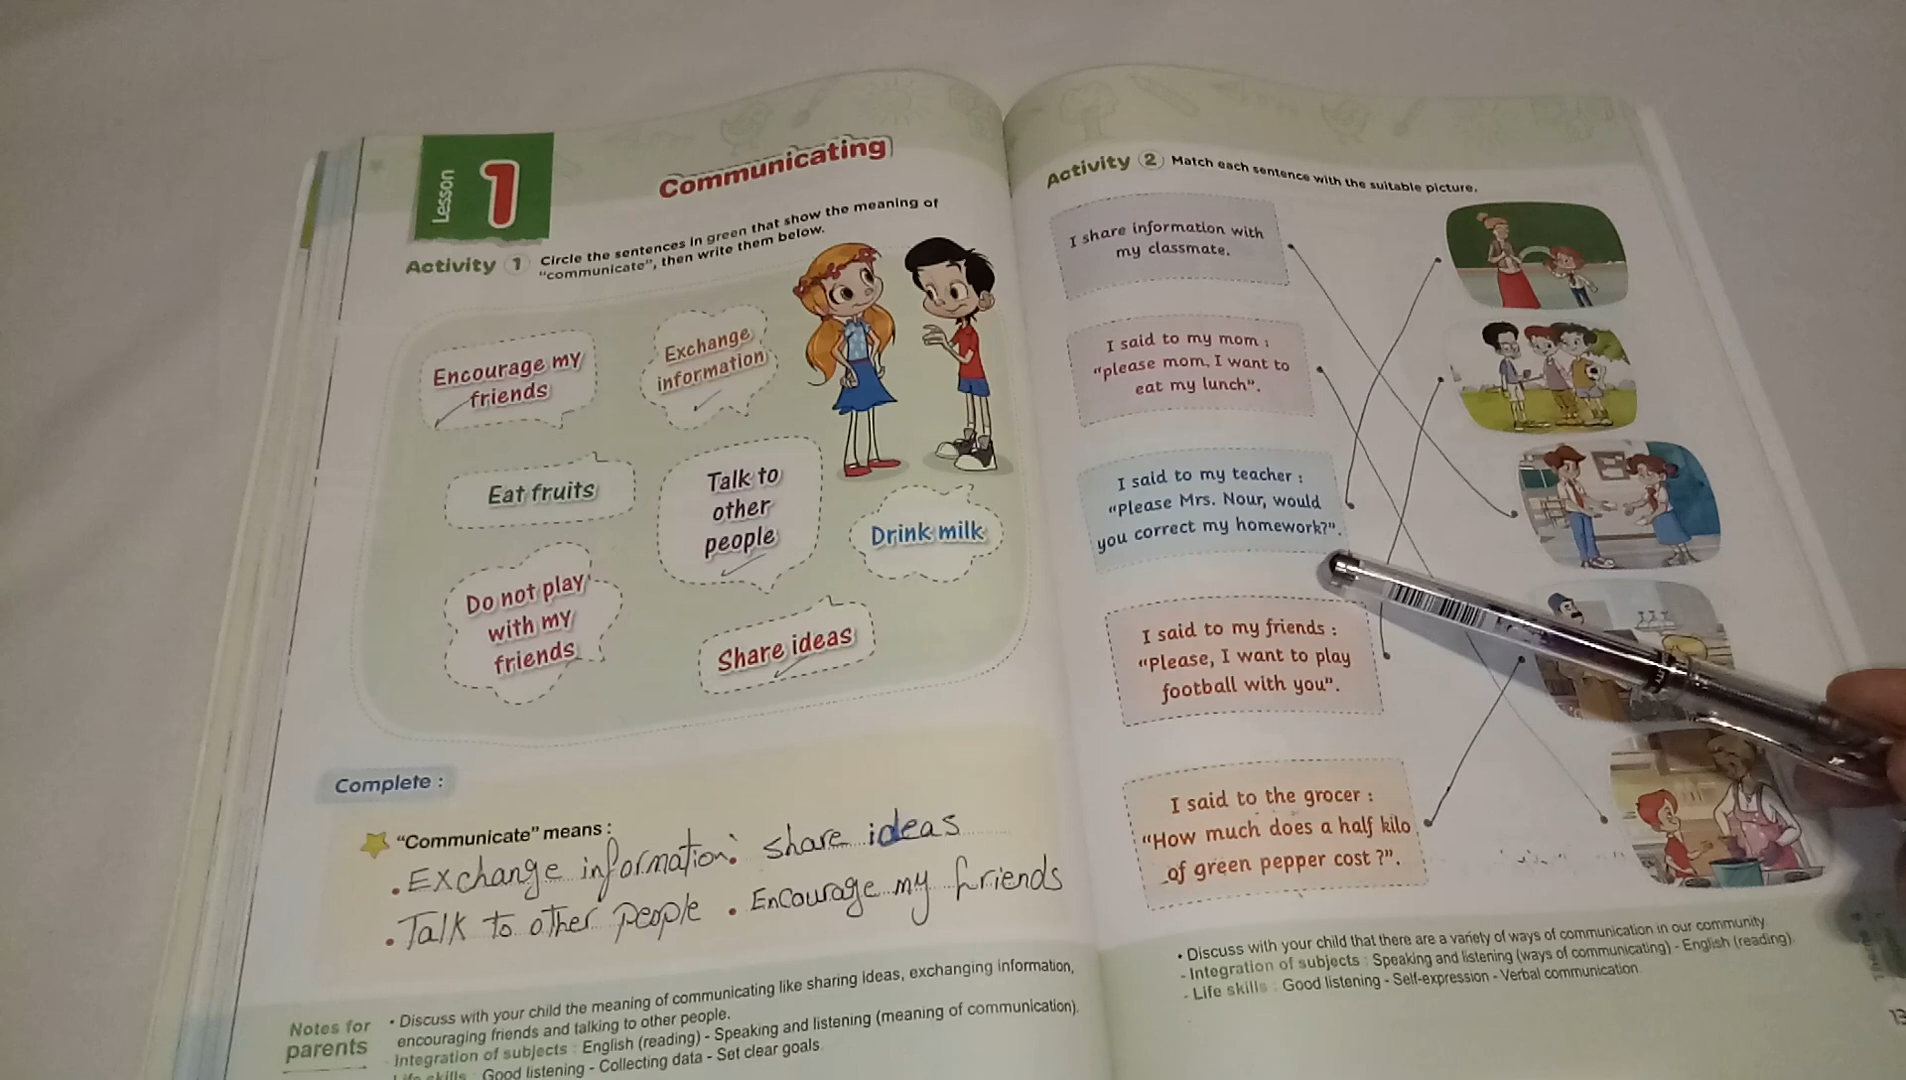 Lesson
1
Communicating
Activity 1 Circle the sentences in green that show the meaning of
"communicate", then write them below.
Encourage my
friends
Exchange
information
Eat fruits
Talk to
other
people
Drink milk
Do not play
with my
friends
Share ideas
Complete :
"Communicate" means :
. Exchange information . share ideas
. Talk to other people . Encourage my friends
Notes for
parents
• Discuss with your child the meaning of communicating like sharing ideas, exchanging information,
encouraging friends and talking to other people.
- Integration of subjects : English (reading) - Speaking and listening (meaning of communication).
- Life skills : Good listening - Collecting data - Set clear goals.
Activity 2 Match each sentence with the suitable picture.
I share information with
my classmate.
I said to my mom :
"please mom, I want to
eat my lunch".
I said to my teacher :
"Please Mrs. Nour, would
you correct my homework?".
I said to my friends :
"Please, I want to play
football with you".
I said to the grocer :
"How much does a half kilo
of green pepper cost ?".
• Discuss with your child that there are a variety of ways of communication in our community.
- Integration of subjects : Speaking and listening (ways of communicating) - English (reading)
- Life skills : Good listening - Self-expression - Verbal communication.
13